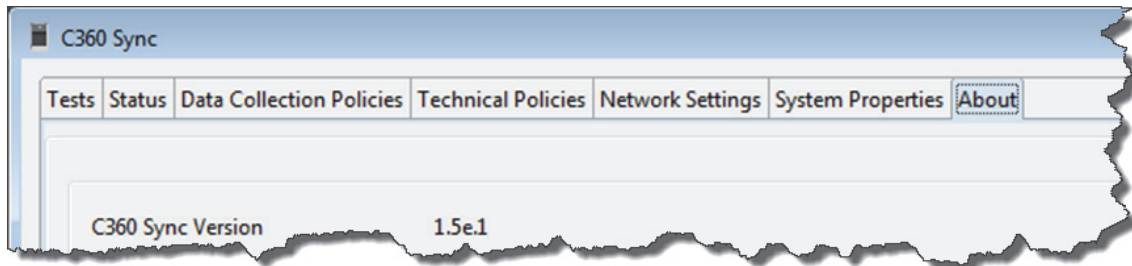 C360 Sync
Tests Status Data Collection Policies Technical Policies Network Settings System Properties About
C360 Sync Version 1.5e.1